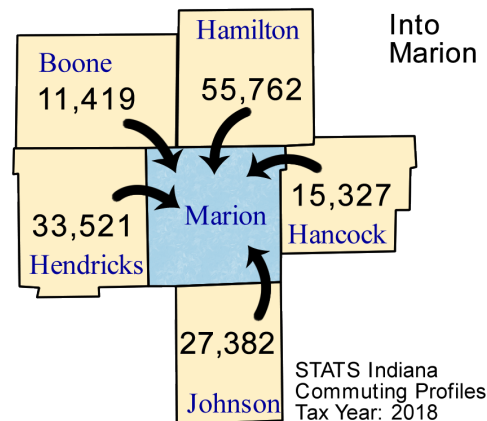 Into
Marion
Hamilton
55,762
Boone
11,419
Marion
15,327
Hancock
33,521
Hendricks
27,382
Johnson
STATS Indiana
Commuting Profiles
Tax Year: 2018